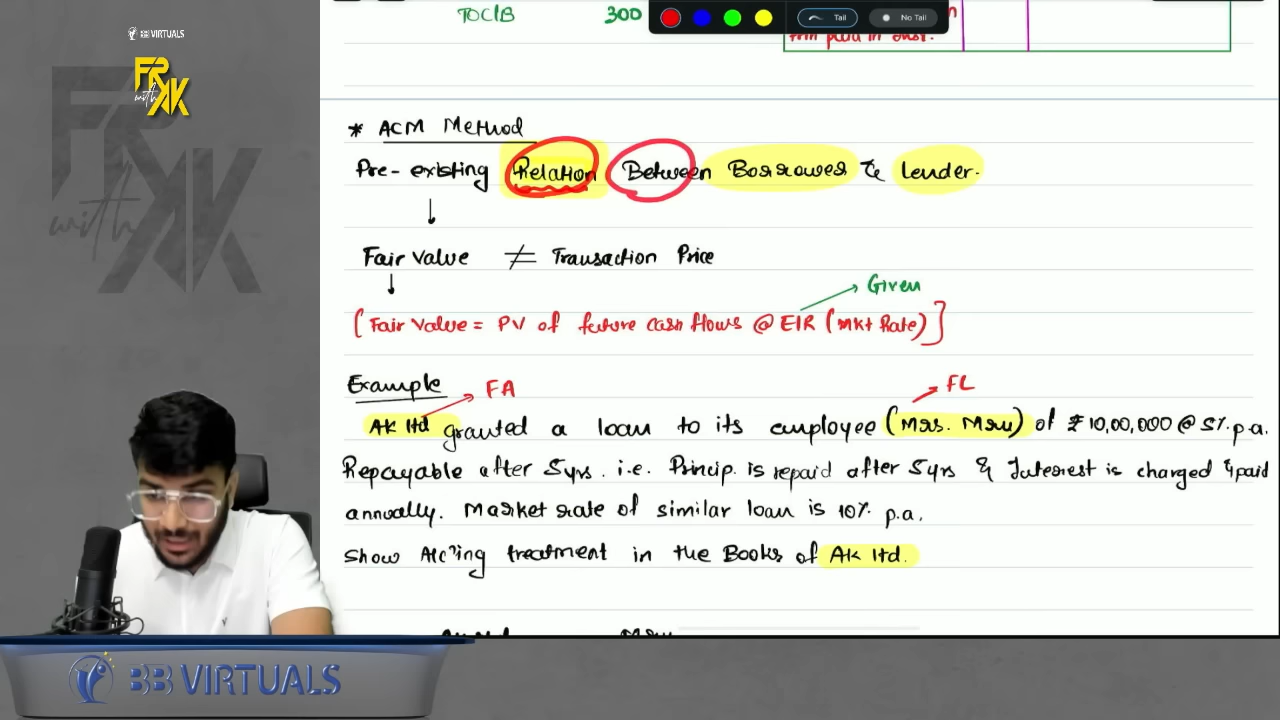 TOCIB 300
Tail
No Tail
BB VIRTUALS
FR
with
AK
* ACM Method
Pre-existing Relation Between Borrower & lender.
↓
Fair Value ≠ Transaction Price
↓
Given
[Fair Value = PV of future cash flows @ EIR (Mkt Rate)]
Example
FA
FL
AK ltd granted a loan to its employee (Mrs. Mru) of ₹10,00,000 @ 5% p.a.
Repayable after 5yrs. i.e. Princip. is repaid after 5yrs & Interest is charged & paid
annually. Market rate of similar loan is 10% p.a.
Show A/c'ing treatment in the Books of AK ltd.
BB VIRTUALS